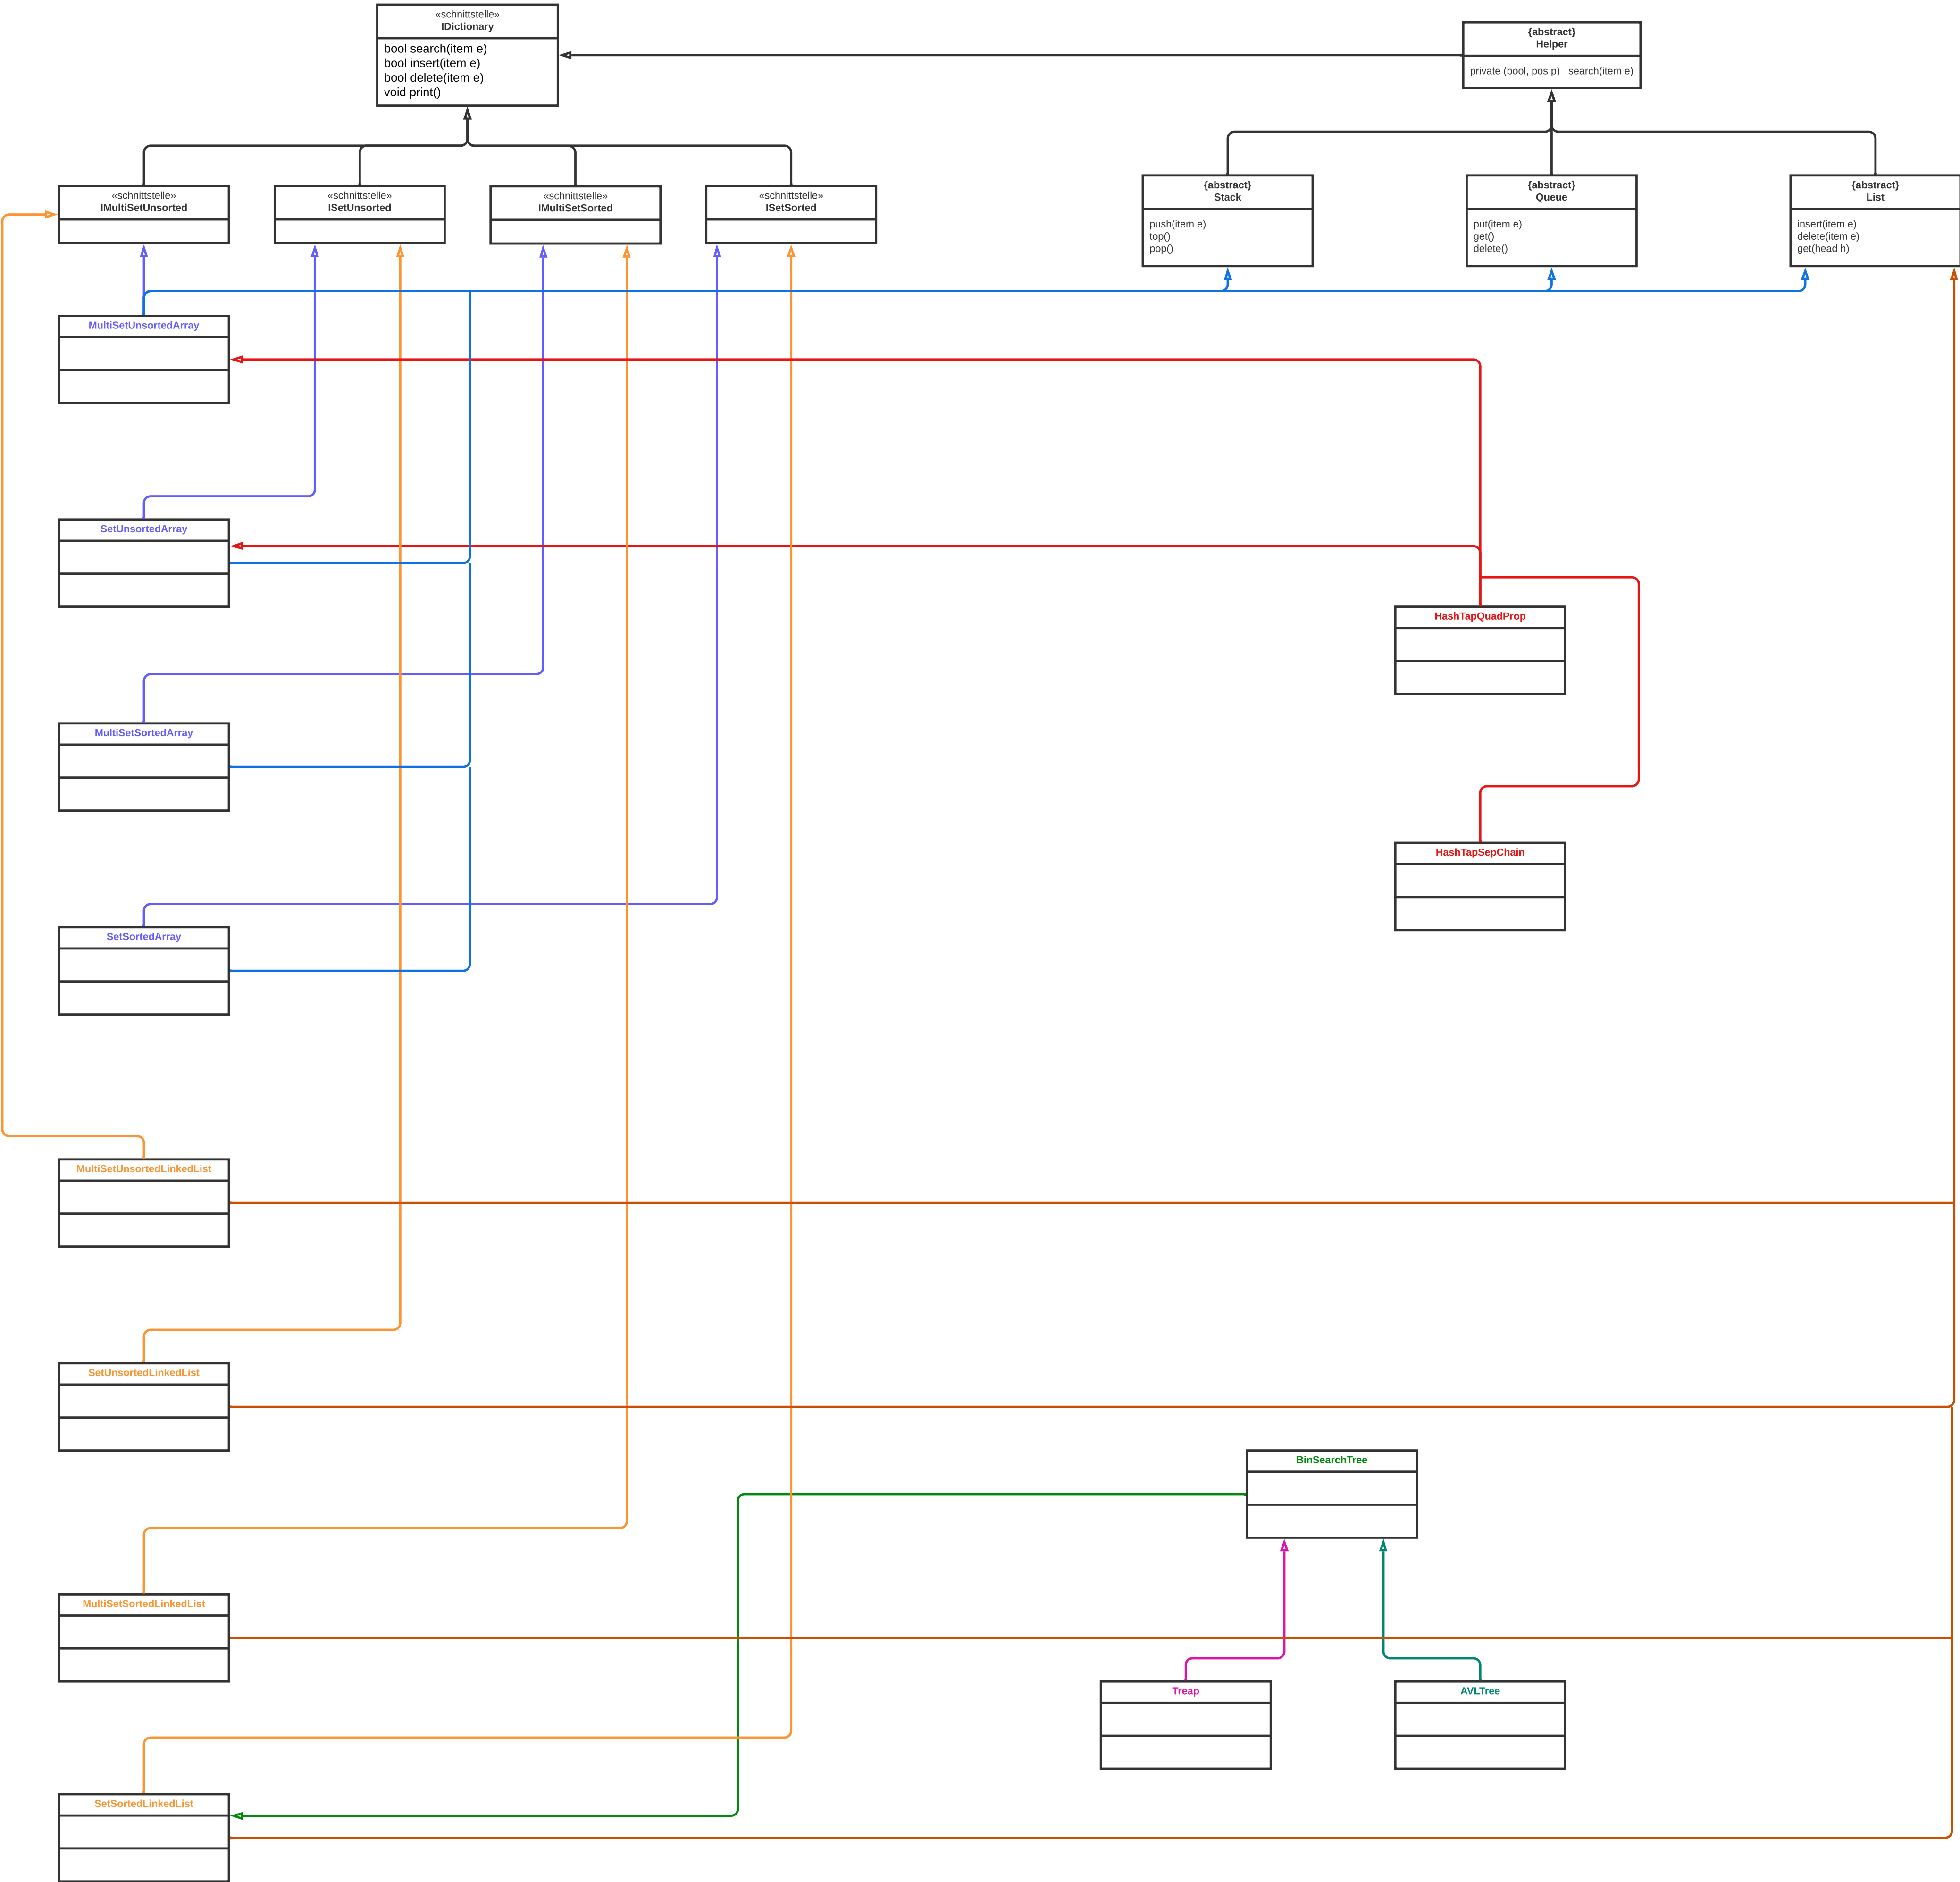 «schnittstelle»
IDictionary
bool search(item e)
bool insert(item e)
bool delete(item e)
void print()
{abstract}
Helper
private (bool, pos p) _search(item e)
«schnittstelle»
IMultiSetUnsorted
«schnittstelle»
ISetUnsorted
«schnittstelle»
IMultiSetSorted
«schnittstelle»
ISetSorted
{abstract}
Stack
push(item e)
top()
pop()
{abstract}
Queue
put(item e)
get()
delete()
{abstract}
List
insert(item e)
delete(item e)
get(head h)
MultiSetUnsortedArray
SetUnsortedArray
HashTapQuadProp
MultiSetSortedArray
HashTapSepChain
SetSortedArray
MultiSetUnsortedLinkedList
SetUnsortedLinkedList
BinSearchTree
MultiSetSortedLinkedList
Treap
AVLTree
SetSortedLinkedList